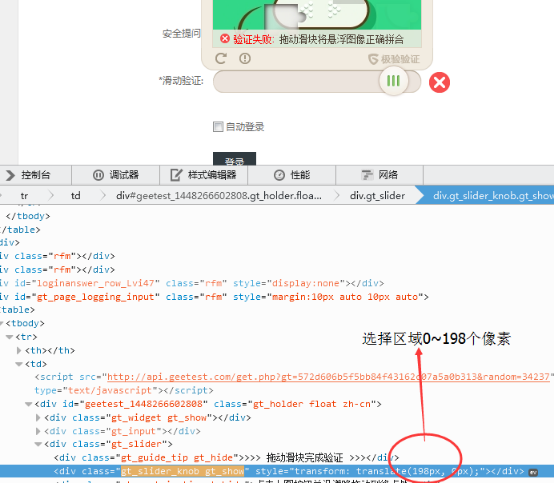 安全提问
验证失败: 拖动滑块将悬浮图像正确拼合
极验验证
*滑动验证:
自动登录
登录
控制台 调试器 样式编辑器 性能 网络
tr td div#geetest_1448266602808.gt_holder.floa... div.gt_slider div.gt_slider_knob.gt_show
</tbody>
</table>
div>
iv class="rfm"></div>
iv class="rfm"></div>
iv id="loginanswer_row_Lvi47" class="rfm" style="display:none"></div>
iv id="gt_page_logging_input" class="rfm" style="margin:10px auto 10px auto">
table>
<tbody>
选择区域0~198个像素
<tr>
<th></th>
<td>
<script src="http://api.geetest.com/get.php?gt=572d606b5f5bb84f43162d07a5a0b313&random=34237"
type="text/javascript"></script>
<div id="geetest_1448266602808" class="gt_holder float zh-cn">
<div class="gt_widget gt_show"></div>
<div class="gt_input"></div>
<div class="gt_slider">
<div class="gt_guide_tip gt_hide">>>>> 拖动滑块完成验证 >>></div>
<div class="gt_slider_knob gt_show" style="transform: translate(198px, 0px);"></div> ev